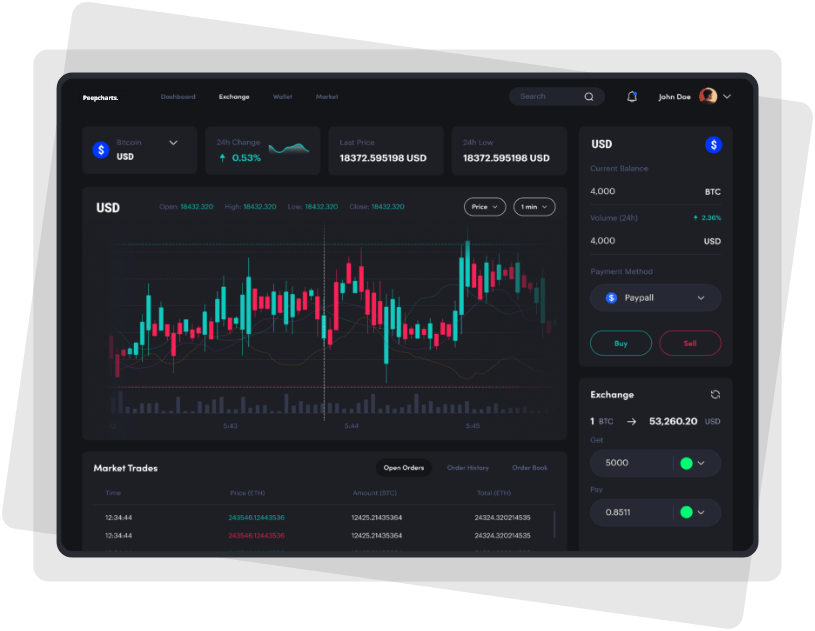 Peepcharts.
Dashboard Exchange Wallet Market
Search
John Doe
Bitcoin
USD
24h Change
0.53%
Last Price
18372.595198 USD
24h Low
18372.595198 USD
USD
Open: 18432.320 High: 18432.320 Low: 18432.320 Close: 18432.320
Price
1 min
5:43 5:44 5:45
Market Trades
Open Orders Order History Order Book
Time Price (ETH) Amount (BTC) Total (ETH)
12:34:44 243546.12443536 12425.21435364 24324.320214535
12:34:44 243546.12443536 12425.21435364 24324.320214535
USD
$
Current Balance
4,000 BTC
Volume (24h) 2.36%
4,000 USD
Payment Method
$ Paypall
Buy Sell
Exchange
1 BTC → 53,260.20 USD
Get
5000
Pay
0.8511